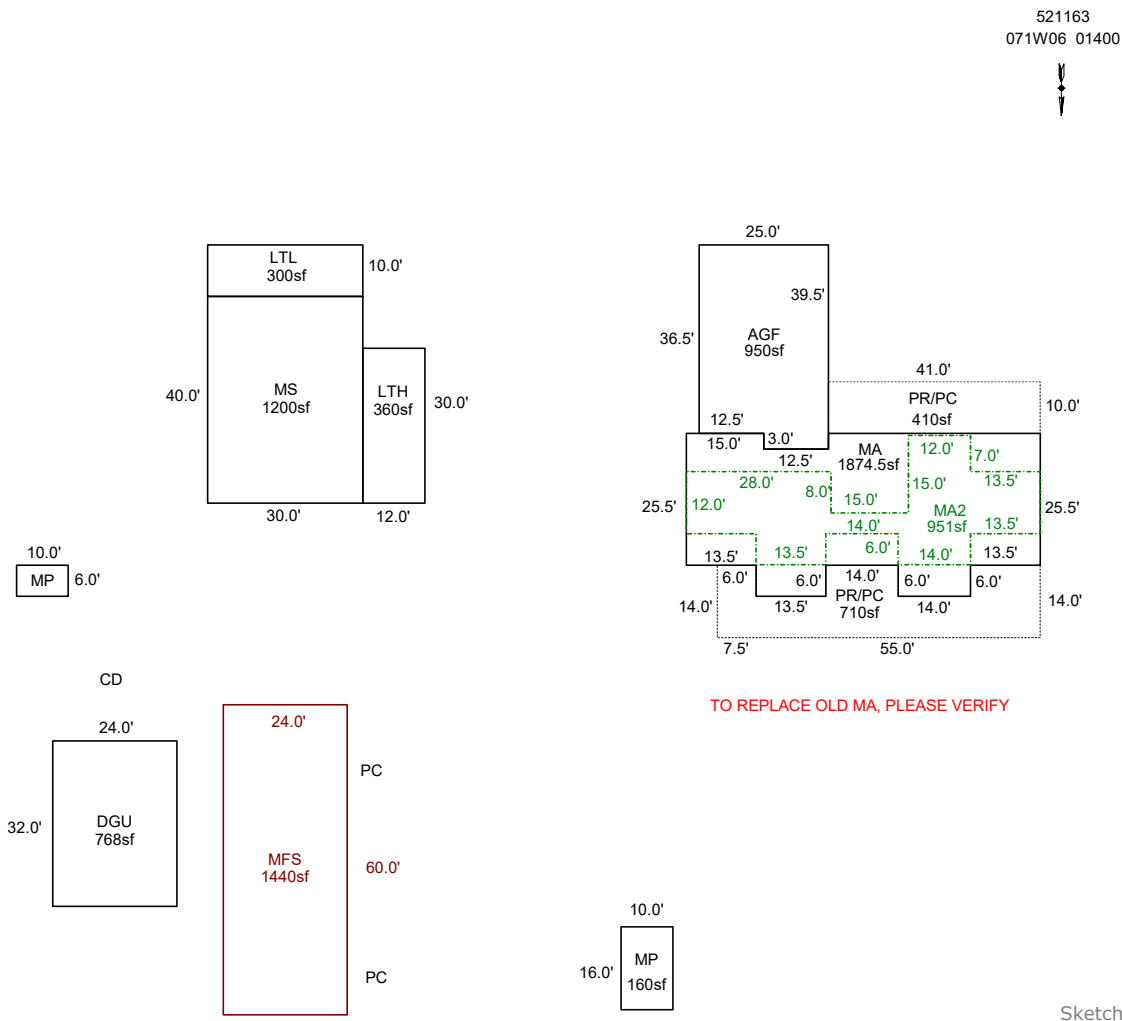 521163
071W06 01400
N
LTL
300sf
10.0'
MS
1200sf
40.0'
LTH
360sf
30.0'
30.0'
12.0'
25.0'
39.5'
36.5'
AGF
950sf
41.0'
PR/PC
410sf
10.0'
12.5'
15.0'
3.0'
12.5'
MA
1874.5sf
12.0'
7.0'
28.0'
8.0'
15.0'
15.0'
13.5'
25.5'
12.0'
MA2
951sf
25.5'
14.0'
13.5'
13.5'
13.5'
6.0'
14.0'
13.5'
6.0'
6.0'
14.0'
6.0'
6.0'
14.0'
13.5'
PR/PC
710sf
14.0'
14.0'
7.5'
55.0'
TO REPLACE OLD MA, PLEASE VERIFY
10.0'
MP
6.0'
CD
24.0'
32.0'
DGU
768sf
24.0'
PC
MFS
1440sf
60.0'
PC
10.0'
16.0'
MP
160sf
Sketch